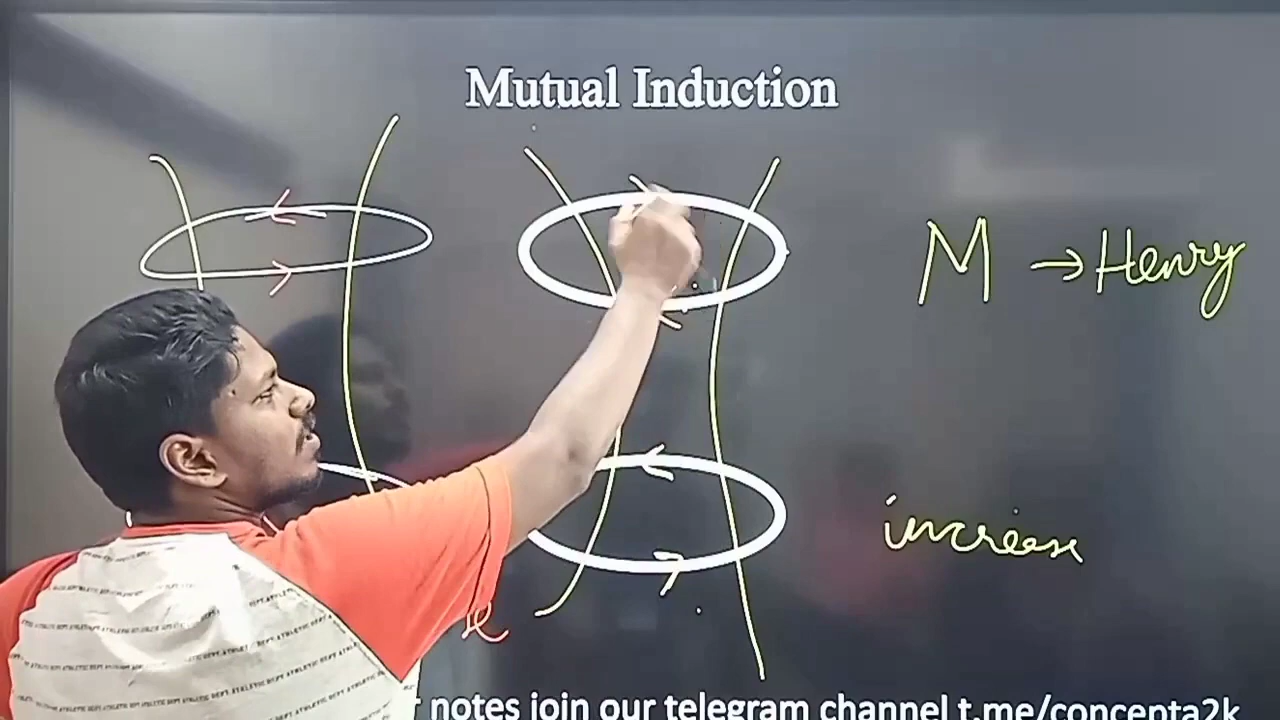 Mutual Induction
M → Henry
increase
notes join our telegram channel t.me/concepta2k